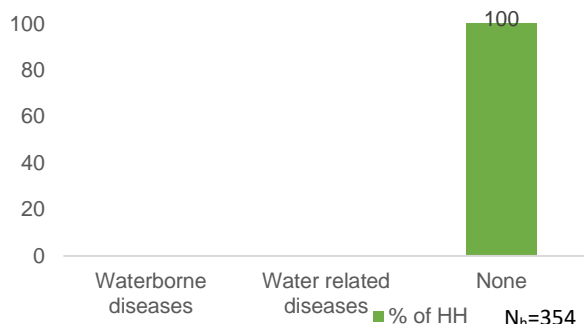 100
80
60
40
20
0
100
Waterborne
diseases
Water related
diseases
None
% of HH
Nₕ=354